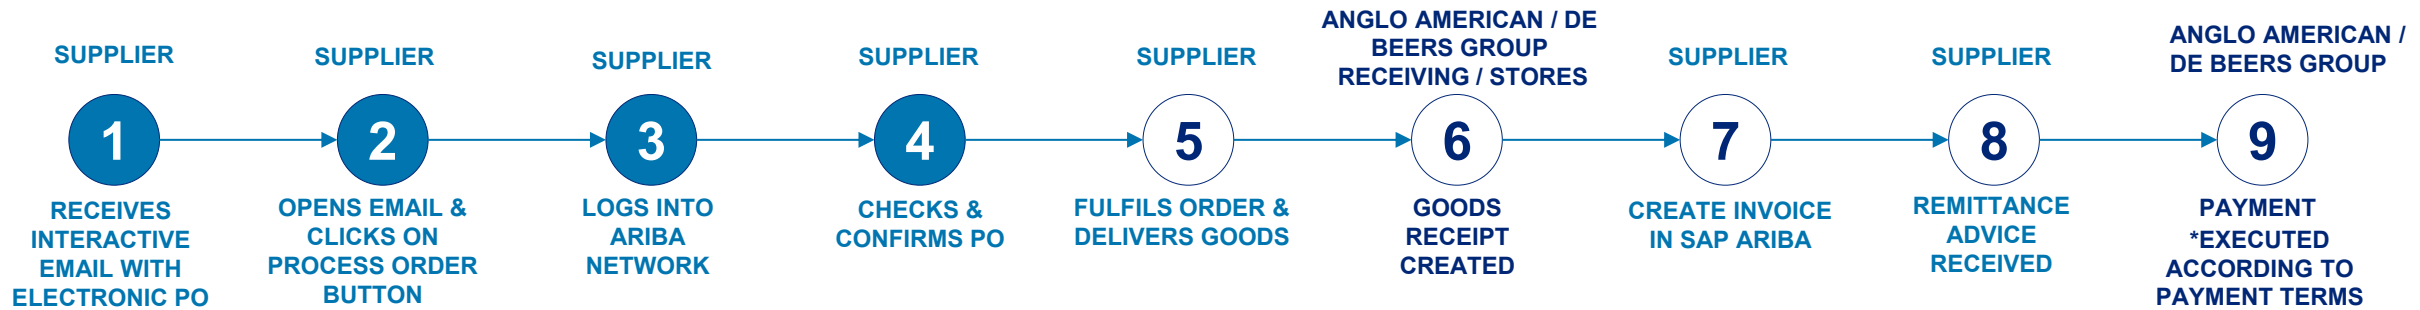 SUPPLIER
1
RECEIVES
INTERACTIVE
EMAIL WITH
ELECTRONIC PO
SUPPLIER
2
OPENS EMAIL &
CLICKS ON
PROCESS ORDER
BUTTON
SUPPLIER
3
LOGS INTO
ARIBA
NETWORK
SUPPLIER
4
CHECKS &
CONFIRMS PO
SUPPLIER
5
FULFILS ORDER &
DELIVERS GOODS
ANGLO AMERICAN / DE
BEERS GROUP
RECEIVING / STORES
6
GOODS
RECEIPT
CREATED
SUPPLIER
7
CREATE INVOICE
IN SAP ARIBA
SUPPLIER
8
REMITTANCE
ADVICE
RECEIVED
ANGLO AMERICAN /
DE BEERS GROUP
9
PAYMENT
*EXECUTED
ACCORDING TO
PAYMENT TERMS